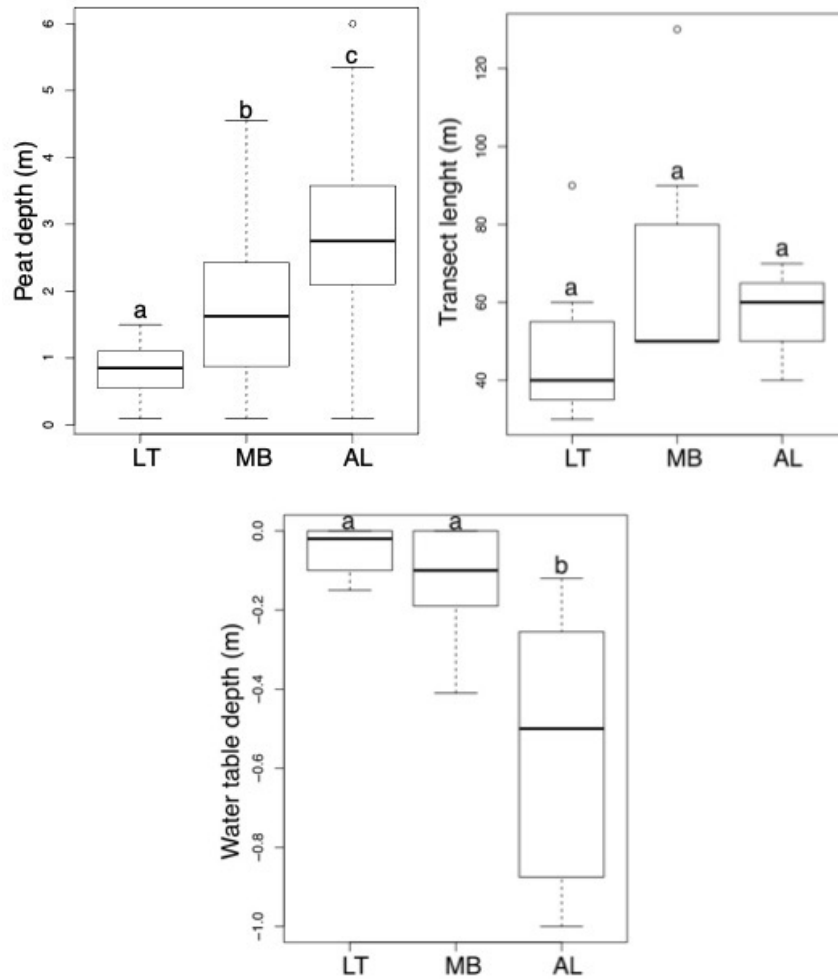 Peat depth (m)
6
5
4
3
2
1
0
a
b
c
LT MB AL
Transect lenght (m)
120
100
80
60
40
a
a
a
LT MB AL
Water table depth (m)
0.0
−0.2
−0.4
−0.6
−0.8
−1.0
a
a
b
LT MB AL